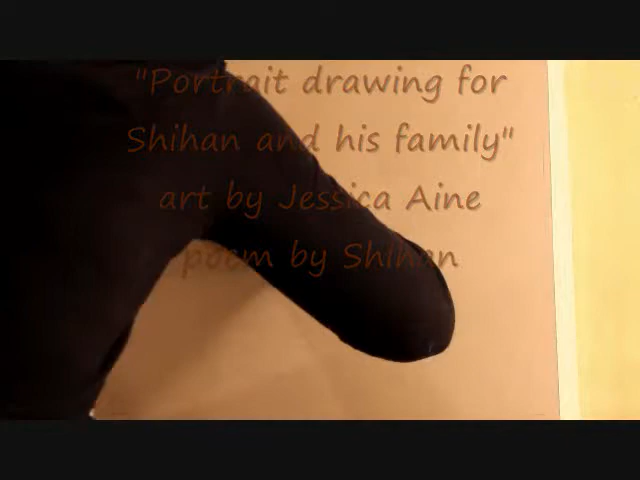 "Portrait drawing for
Shihan and his family"
art by Jessica Aine
poem by Shihan